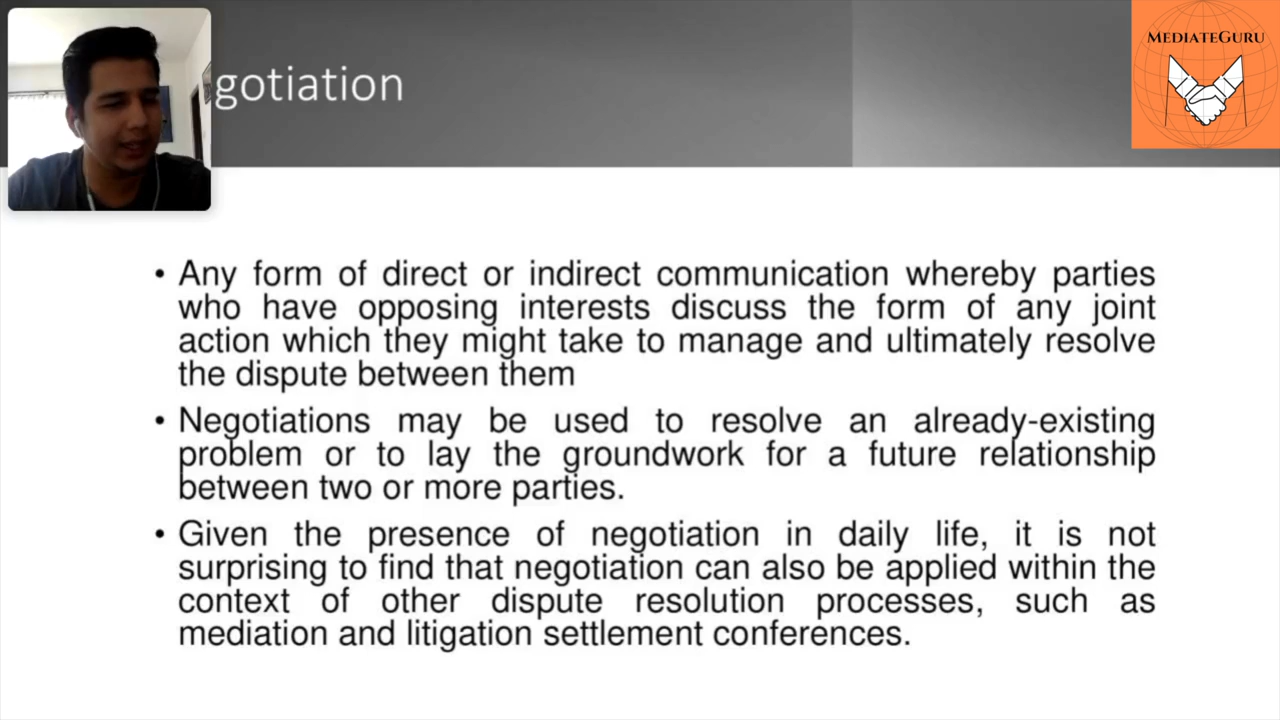 gotiation
MEDIATEGURU
• Any form of direct or indirect communication whereby parties
who have opposing interests discuss the form of any joint
action which they might take to manage and ultimately resolve
the dispute between them
• Negotiations may be used to resolve an already-existing
problem or to lay the groundwork for a future relationship
between two or more parties.
• Given the presence of negotiation in daily life, it is not
surprising to find that negotiation can also be applied within the
context of other dispute resolution processes, such as
mediation and litigation settlement conferences.